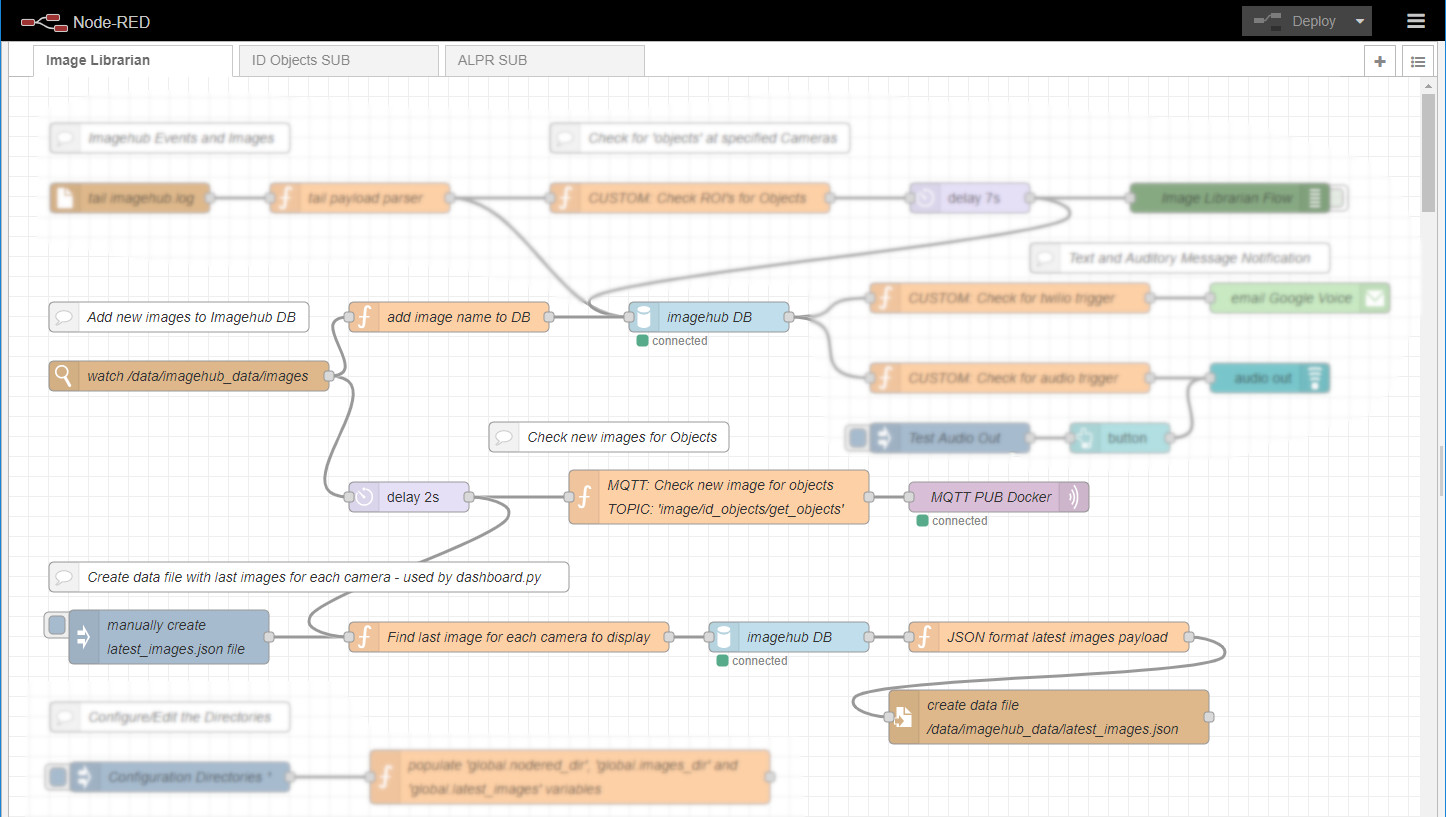 Node-RED
Deploy
Image Librarian
ID Objects SUB
ALPR SUB
Imagehub Events and Images
Check for 'objects' at specified Cameras
tail imagehub.log
tail payload parser
CUSTOM: Check ROI's for Objects
delay 7s
Image Librarian Flow
Text and Auditory Message Notification
Add new images to Imagehub DB
add image name to DB
imagehub DB
connected
CUSTOM: Check for twilio trigger
email Google Voice
watch /data/imagehub_data/images
CUSTOM: Check for audio trigger
audio out
Check new images for Objects
Test Audio Out
button
delay 2s
MQTT: Check new image for objects
TOPIC: 'image/id_objects/get_objects'
MQTT PUB Docker
connected
Create data file with last images for each camera - used by dashboard.py
manually create
latest_images.json file
Find last image for each camera to display
imagehub DB
connected
JSON format latest images payload
create data file
/data/imagehub_data/latest_images.json
Configure/Edit the Directories
Configuration Directories *
populate 'global.nodered_dir', 'global.images_dir' and
'global.latest_images' variables